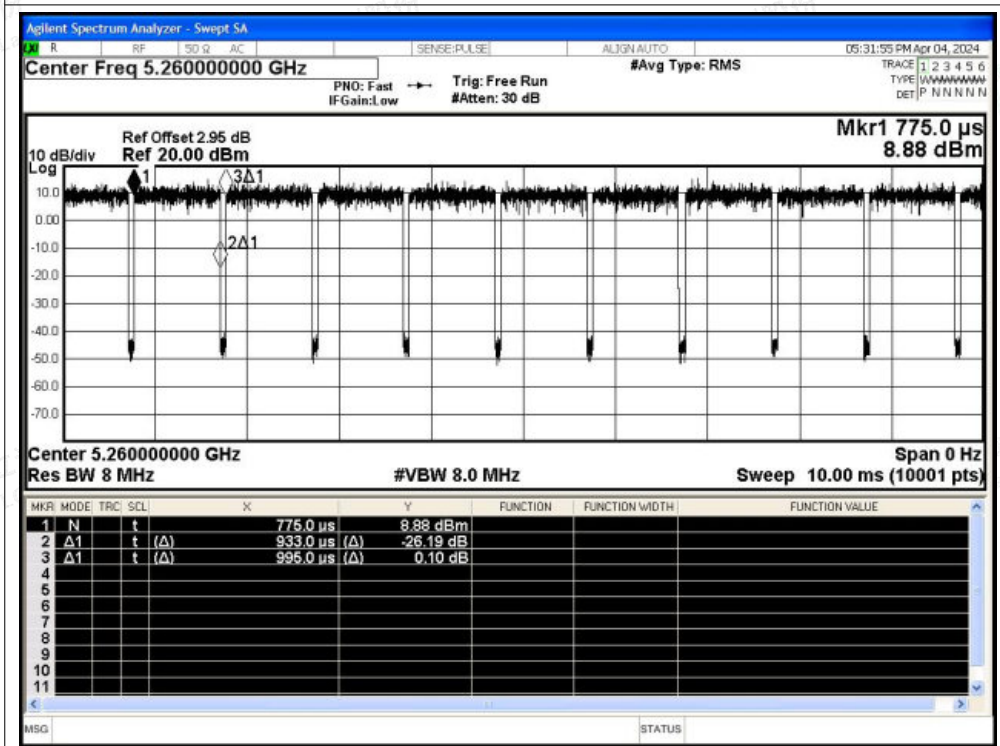 Agilent Spectrum Analyzer - Swept SA
LXI R RF 50 Ω AC SENSE:PULSE ALIGN AUTO 05:31:55 PM Apr 04, 2024
Center Freq 5.260000000 GHz
PNO: Fast
IFGain:Low
Trig: Free Run
#Atten: 30 dB
#Avg Type: RMS
TRACE 1 2 3 4 5 6
TYPE WWWWWW
DET P N N N N N
Mkr1 775.0 µs
8.88 dBm
Ref Offset 2.95 dB
10 dB/div Ref 20.00 dBm
Log
1 3Δ1
10.0
0.00
2Δ1
-10.0
-20.0
-30.0
-40.0
-50.0
-60.0
-70.0
Center 5.260000000 GHz Span 0 Hz
Res BW 8 MHz #VBW 8.0 MHz Sweep 10.00 ms (10001 pts)
MKR MODE TRC SCL X Y FUNCTION FUNCTION WIDTH FUNCTION VALUE
1 N t 775.0 µs 8.88 dBm
2 Δ1 t (Δ) 933.0 µs (Δ) -26.19 dB
3 Δ1 t (Δ) 995.0 µs (Δ) 0.10 dB
4
5
6
7
8
9
10
11
MSG STATUS